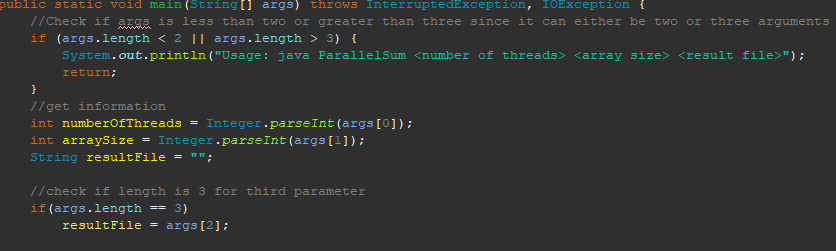 public static void main(String[] args) throws InterruptedException, IOException {
//Check if args is less than two or greater than three since it can either be two or three arguments
if (args.length < 2 || args.length > 3) {
System.out.println("Usage: java ParallelSum <number of threads> <array size> <result file>");
return;
}
//get information
int numberOfThreads = Integer.parseInt(args[0]);
int arraySize = Integer.parseInt(args[1]);
String resultFile = "";
//check if length is 3 for third parameter
if(args.length == 3)
resultFile = args[2];